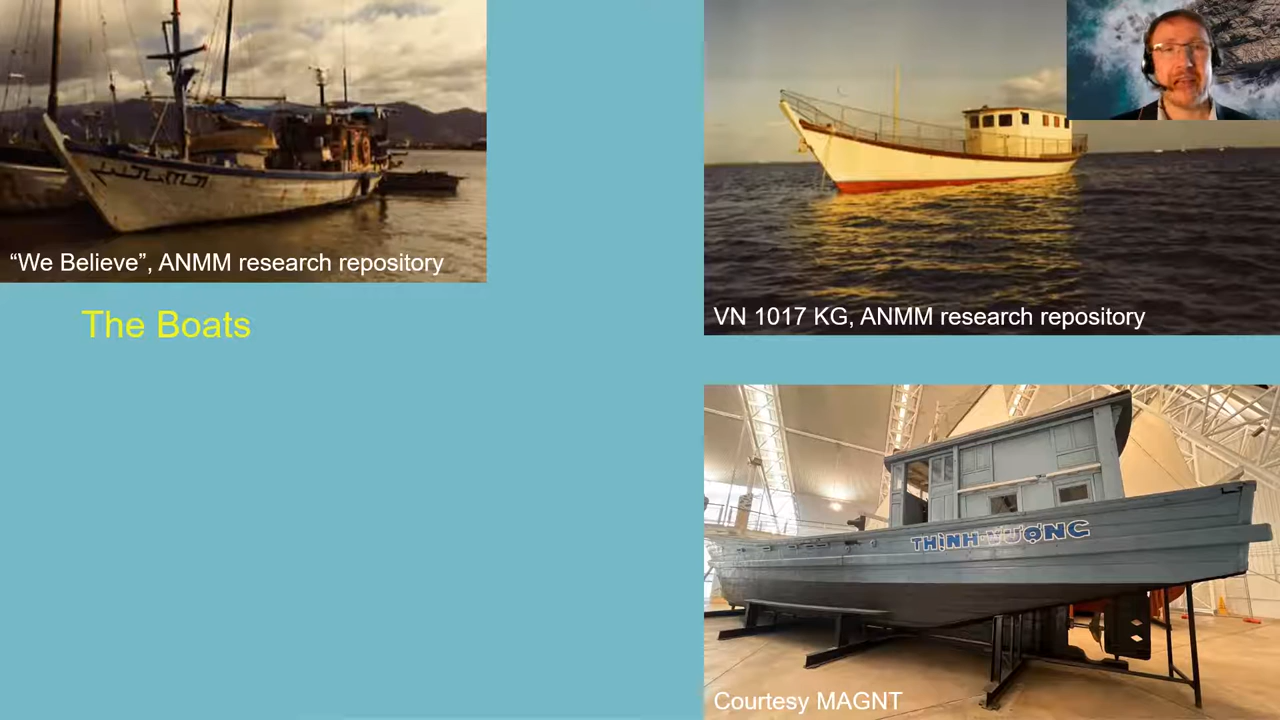 “We Believe”, ANMM research repository
The Boats
VN 1017 KG, ANMM research repository
THỊNH VƯỢNG
Courtesy MAGNT